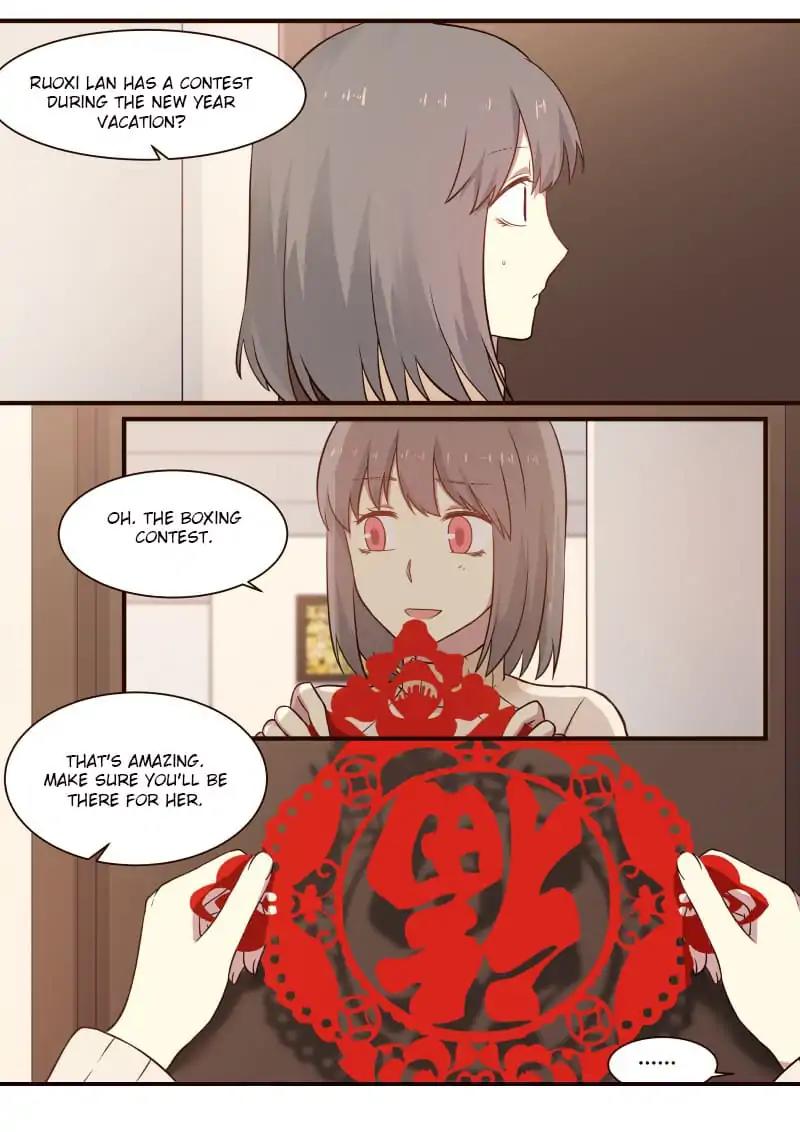 RUOXI LAN HAS A CONTEST
DURING THE NEW YEAR
VACATION?
OH. THE BOXING
CONTEST.
THAT'S AMAZING.
MAKE SURE YOU'LL BE
THERE FOR HER.
福
......